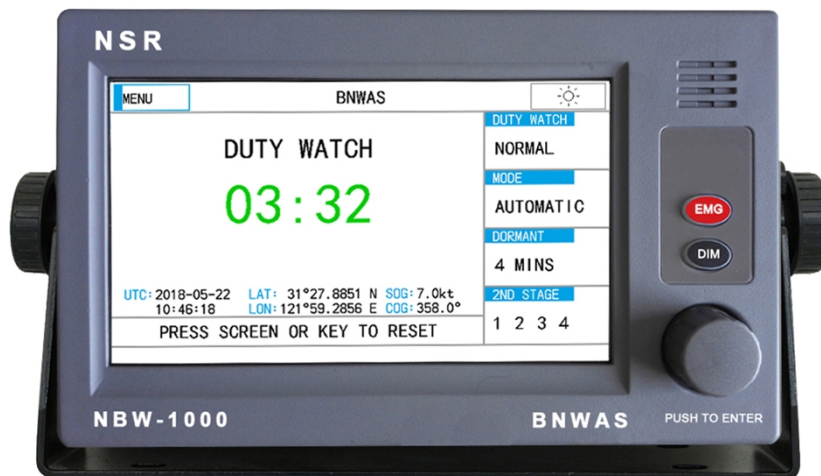 NSR
MENU
BNWAS
DUTY WATCH
03:32
UTC: 2018-05-22 LAT: 31°27.8851 N SOG: 7.0kt
10:46:18 LON: 121°59.2856 E COG: 358.0°
PRESS SCREEN OR KEY TO RESET
DUTY WATCH
NORMAL
MODE
AUTOMATIC
DORMANT
4 MINS
2ND STAGE
1 2 3 4
EMG
DIM
NBW-1000
BNWAS
PUSH TO ENTER